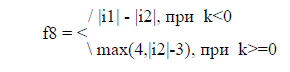 / |i1| - |i2|, при k<0
f8 = <
\ max(4,|i2|-3), при k>=0